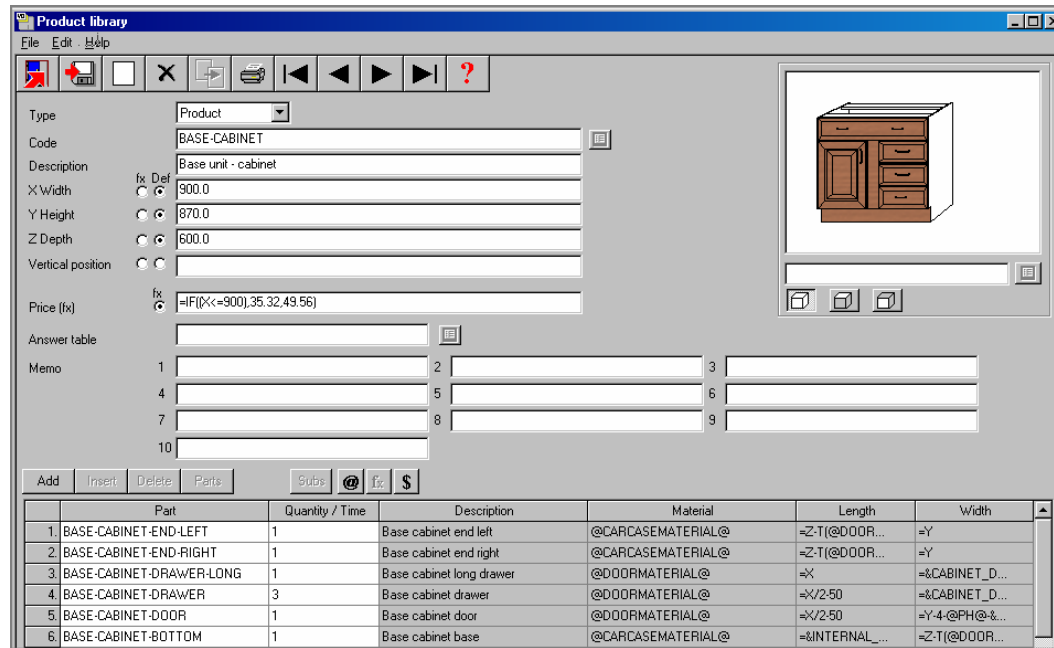 Product library
File Edit Help
Type Product
Code BASE-CABINET
Description Base unit - cabinet
fx Def
X Width 900.0
Y Height 870.0
Z Depth 600.0
Vertical position
fx
Price (fx) =IF((X<=900),35.32,49.56)
Answer table
Memo 1 2 3
4 5 6
7 8 9
10
Add Insert Delete Parts Subs @ fx $
Part Quantity / Time Description Material Length Width
1. BASE-CABINET-END-LEFT 1 Base cabinet end left @CARCASEMATERIAL@ =Z-T(@DOOR... =Y
2. BASE-CABINET-END-RIGHT 1 Base cabinet end right @CARCASEMATERIAL@ =Z-T(@DOOR... =Y
3. BASE-CABINET-DRAWER-LONG 1 Base cabinet long drawer @DOORMATERIAL@ =X =&CABINET_D...
4. BASE-CABINET-DRAWER 3 Base cabinet drawer @DOORMATERIAL@ =X/2-50 =&CABINET_D...
5. BASE-CABINET-DOOR 1 Base cabinet door @DOORMATERIAL@ =X/2-50 =Y-4-@PH@-&...
6. BASE-CABINET-BOTTOM 1 Base cabinet base @CARCASEMATERIAL@ =&INTERNAL_... =Z-T(@DOOR...